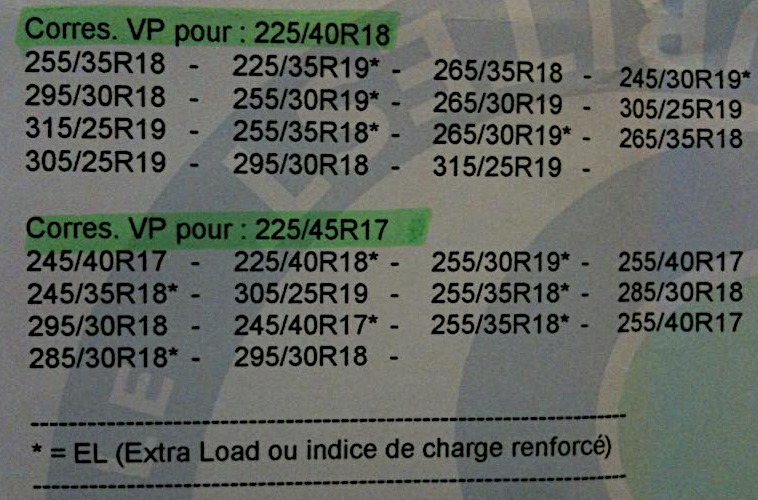 Corres. VP pour : 225/40R18
255/35R18 - 225/35R19* - 265/35R18 - 245/30R19*
295/30R18 - 255/30R19* - 265/30R19 - 305/25R19
315/25R19 - 255/35R18* - 265/30R19* - 265/35R18
305/25R19 - 295/30R18 - 315/25R19 -
Corres. VP pour : 225/45R17
245/40R17 - 225/40R18* - 255/30R19* - 255/40R17
245/35R18* - 305/25R19 - 255/35R18* - 285/30R18
295/30R18 - 245/40R17* - 255/35R18* - 255/40R17
285/30R18* - 295/30R18 -
* = EL (Extra Load ou indice de charge renforcé)